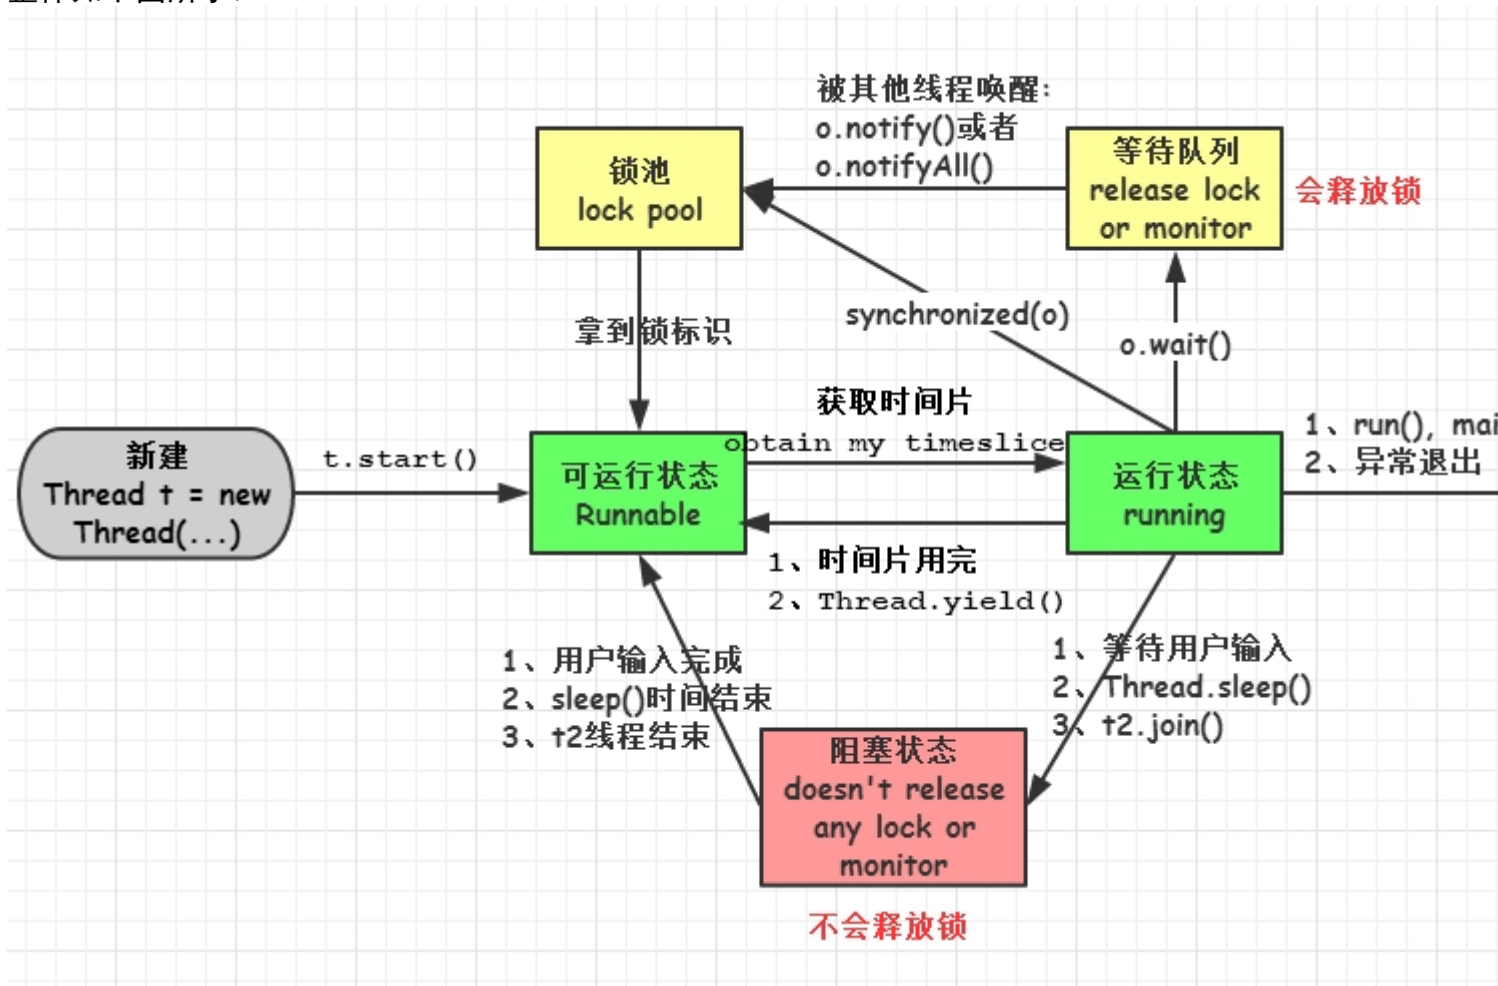 被其他线程唤醒：
o.notify()或者
o.notifyAll()
锁池
lock pool
等待队列
release lock
or monitor
会释放锁
synchronized(o)
o.wait()
拿到锁标识
获取时间片
obtain my timeslice
新建
Thread t = new
Thread(...)
t.start()
可运行状态
Runnable
运行状态
running
1、run(), mai
2、异常退出
1、时间片用完
2、Thread.yield()
1、用户输入完成
2、sleep()时间结束
3、t2线程结束
1、等待用户输入
2、Thread.sleep()
3、t2.join()
阻塞状态
doesn't release
any lock or
monitor
不会释放锁